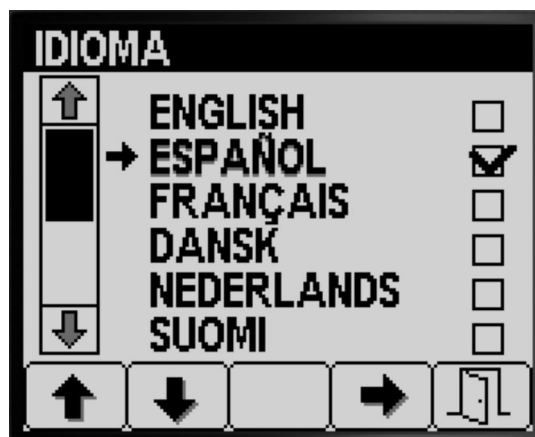 IDIOMA
ENGLISH
ESPAÑOL
FRANÇAIS
DANSK
NEDERLANDS
SUOMI